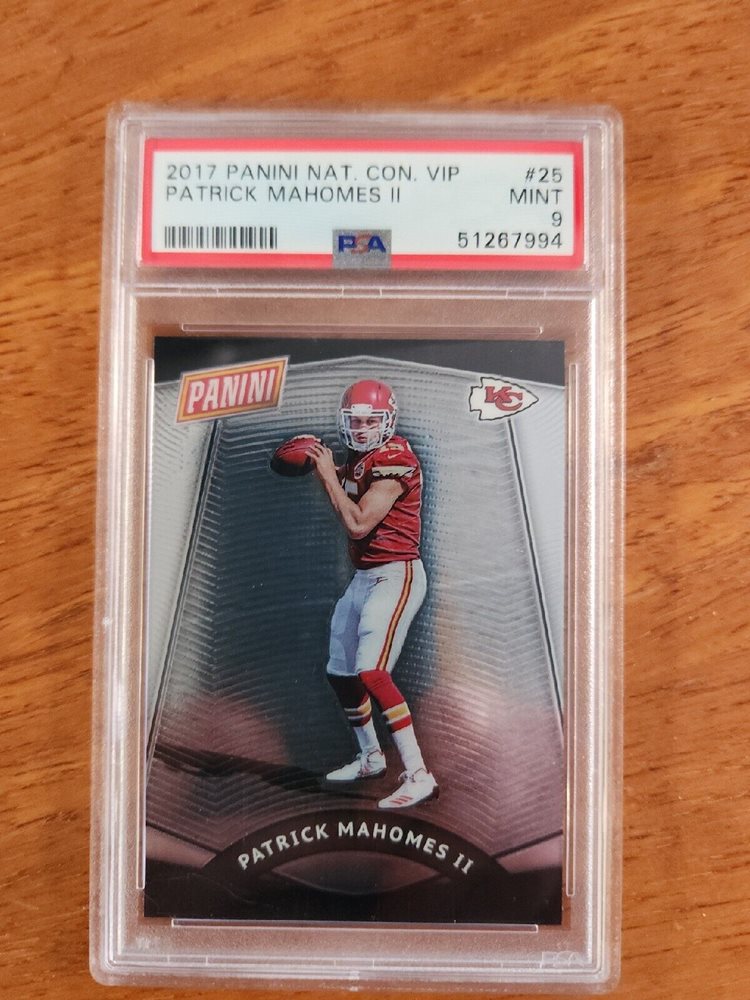 2017 PANINI NAT. CON. VIP #25
PATRICK MAHOMES II MINT
9
PSA 51267994
PANINI
KC
PATRICK MAHOMES II